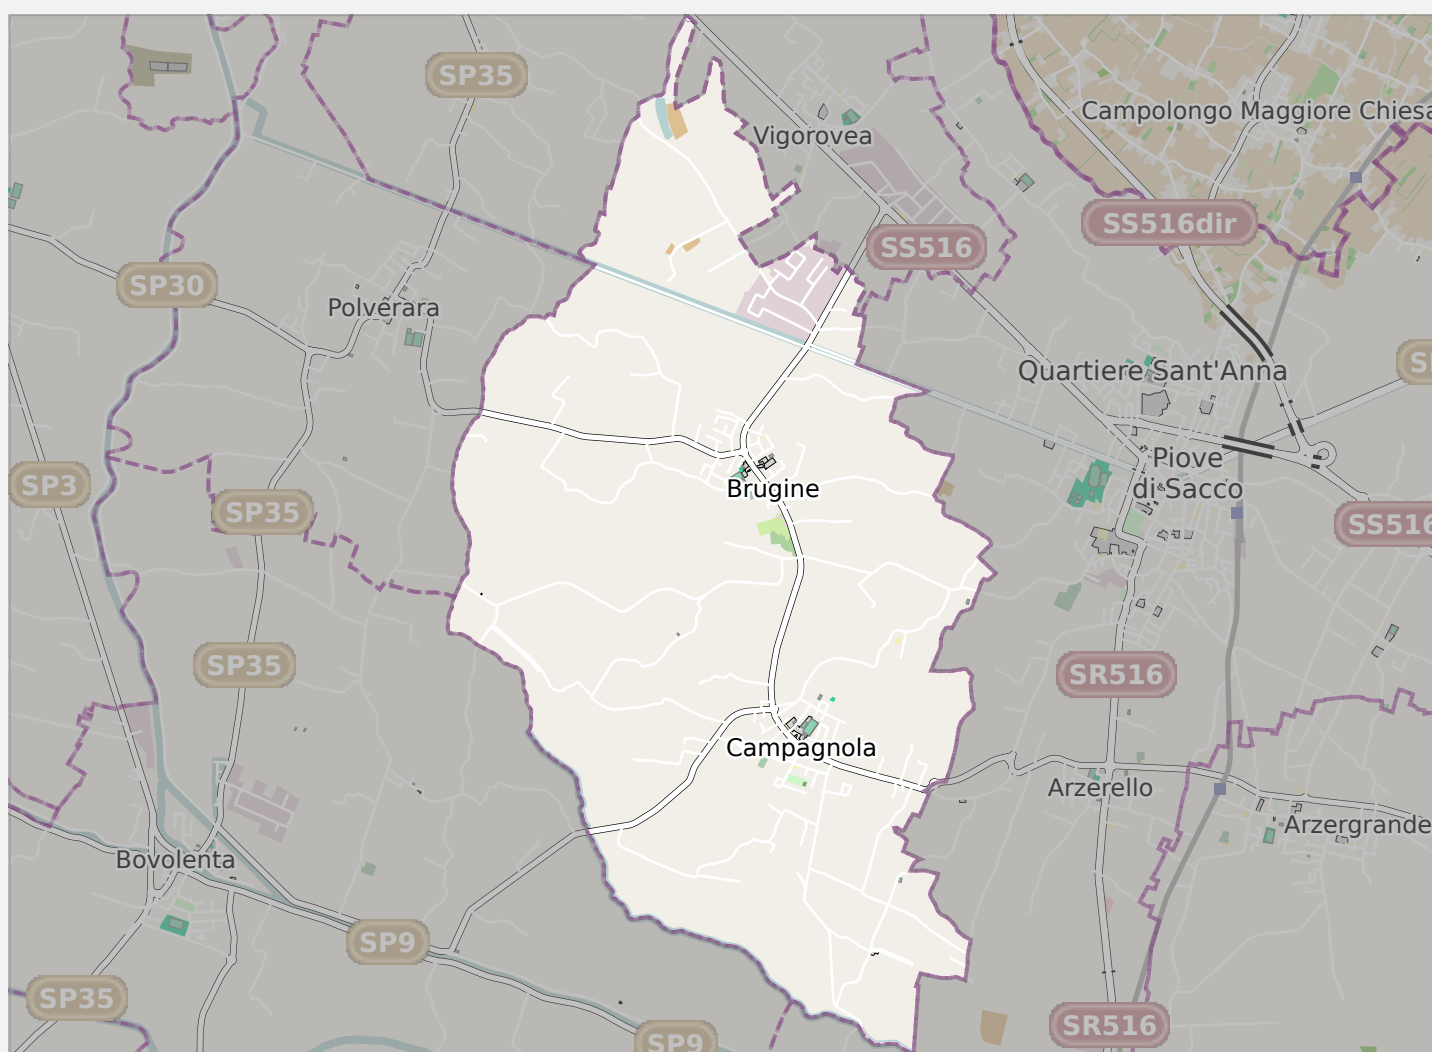 SP35
Campolongo Maggiore Chiesa
Vigorovea
SS516dir
SS516
SP30
Polverara
Quartiere Sant'Anna
SP3
Brugine
Piove
di Sacco
SP35
SS516
SP35
SR516
Campagnola
Arzerello
Arzergrande
Bovolenta
SP9
SP35
SR516
SP9